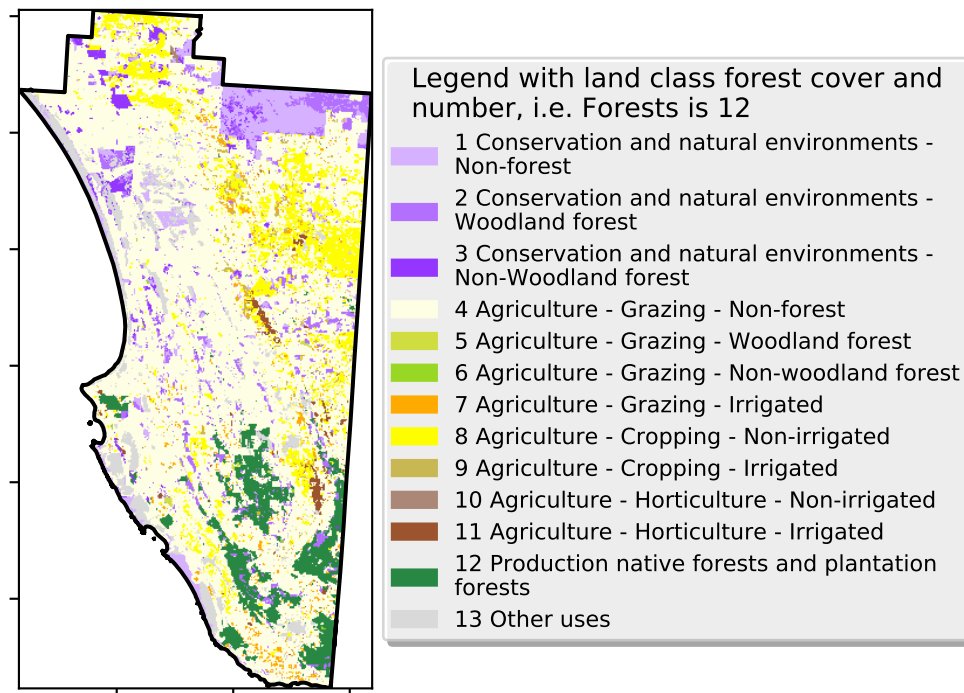 Legend with land class forest cover and
number, i.e. Forests is 12
1 Conservation and natural environments -
Non-forest
2 Conservation and natural environments -
Woodland forest
3 Conservation and natural environments -
Non-Woodland forest
4 Agriculture - Grazing - Non-forest
5 Agriculture - Grazing - Woodland forest
6 Agriculture - Grazing - Non-woodland forest
7 Agriculture - Grazing - Irrigated
8 Agriculture - Cropping - Non-irrigated
9 Agriculture - Cropping - Irrigated
10 Agriculture - Horticulture - Non-irrigated
11 Agriculture - Horticulture - Irrigated
12 Production native forests and plantation
forests
13 Other uses